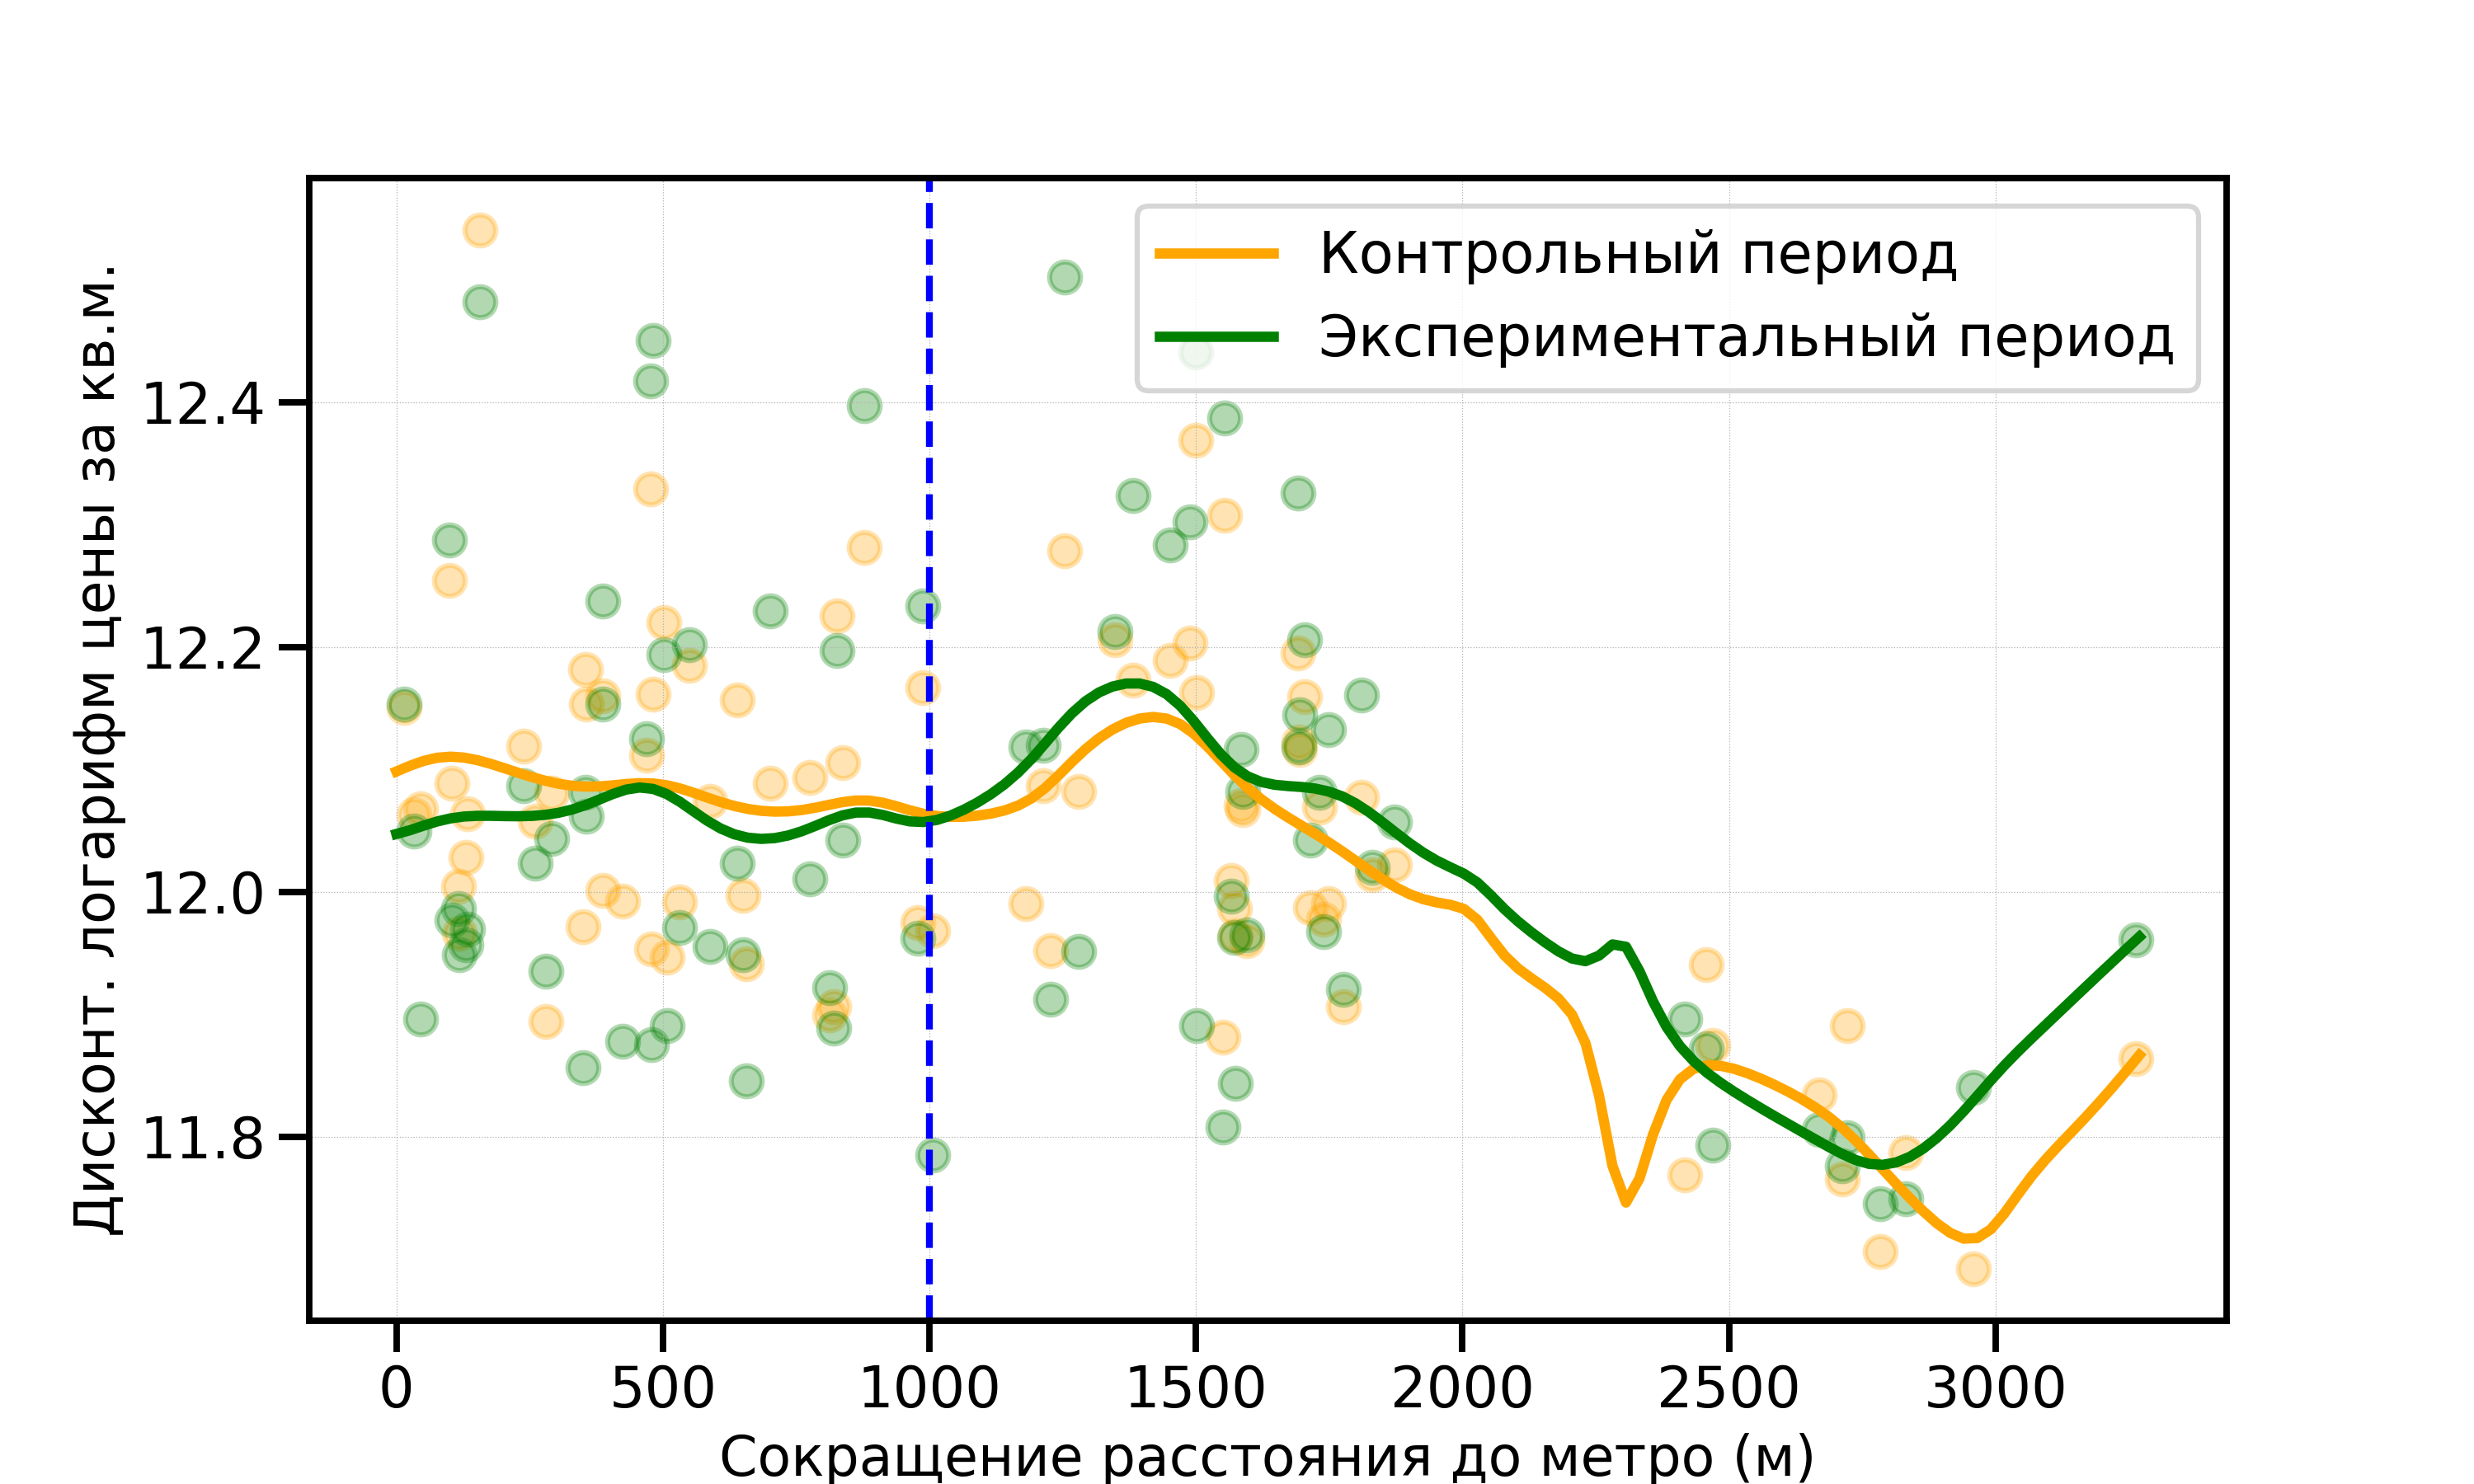 Контрольный период
Экспериментальный период
Дисконт. логарифм цены за кв.м.
12.4
12.2
12.0
11.8
0 500 1000 1500 2000 2500 3000
Сокращение расстояния до метро (м)